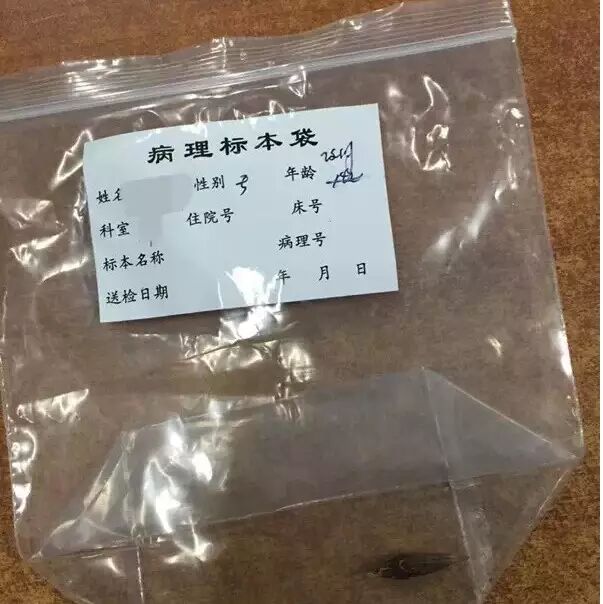 病理标本袋
姓名 性别 年龄
科室 住院号 床号
标本名称 病理号
送检日期 年 月 日